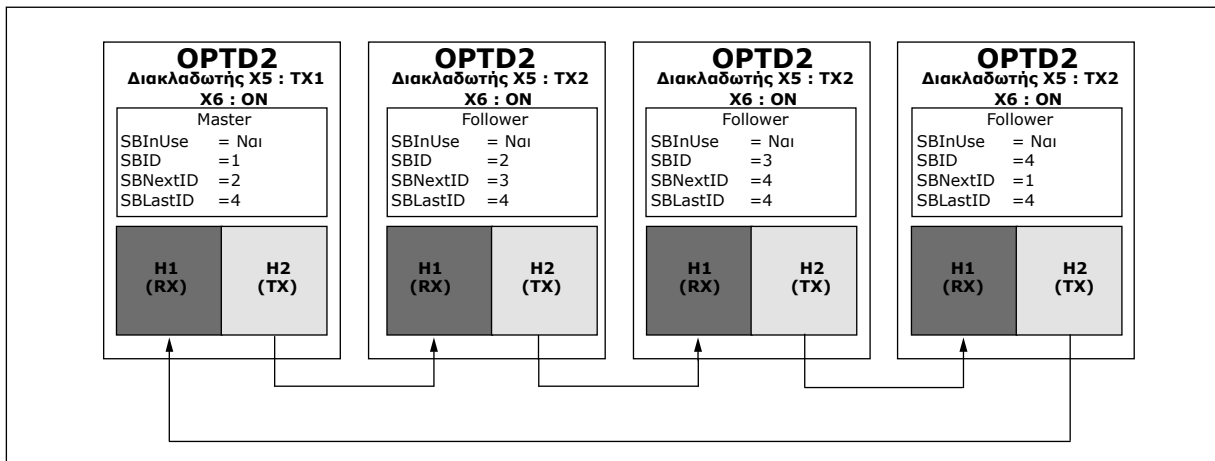 OPTD2
Διακλαδωτής X5 : TX1
X6 : ON
Master
SBInUse = Ναι
SBID =1
SBNextID =2
SBLastID =4
H1
(RX)
H2
(TX)
OPTD2
Διακλαδωτής X5 : TX2
X6 : ON
Follower
SBInUse = Ναι
SBID =2
SBNextID =3
SBLastID =4
H1
(RX)
H2
(TX)
OPTD2
Διακλαδωτής X5 : TX2
X6 : ON
Follower
SBInUse = Ναι
SBID =3
SBNextID =4
SBLastID =4
H1
(RX)
H2
(TX)
OPTD2
Διακλαδωτής X5 : TX2
X6 : ON
Follower
SBInUse = Ναι
SBID =4
SBNextID =1
SBLastID =4
H1
(RX)
H2
(TX)